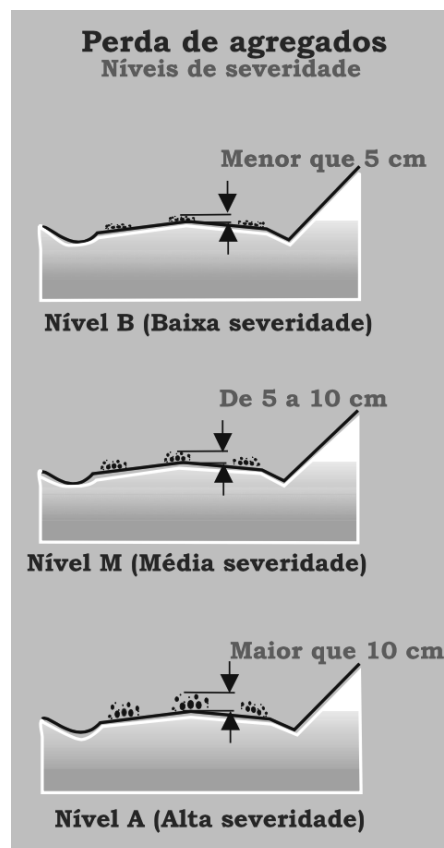 Perda de agregados
Níveis de severidade
Menor que 5 cm
Nível B (Baixa severidade)
De 5 a 10 cm
Nível M (Média severidade)
Maior que 10 cm
Nível A (Alta severidade)